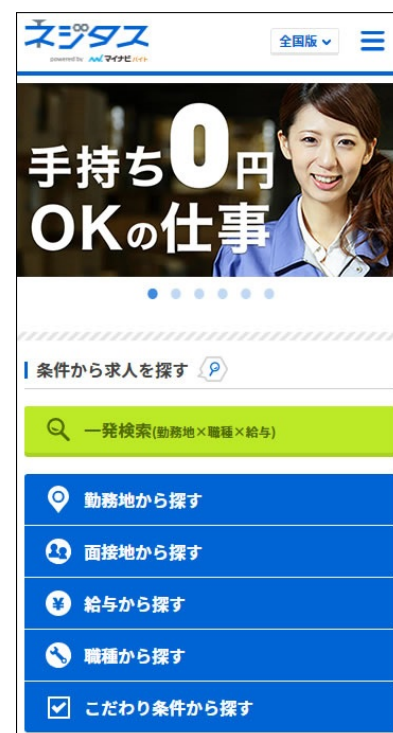 ネジタス
powered by マイナビバイト
全国版
手持ち0円
OKの仕事
条件から求人を探す
一発検索(勤務地×職種×給与)
勤務地から探す
面接地から探す
給与から探す
職種から探す
こだわり条件から探す